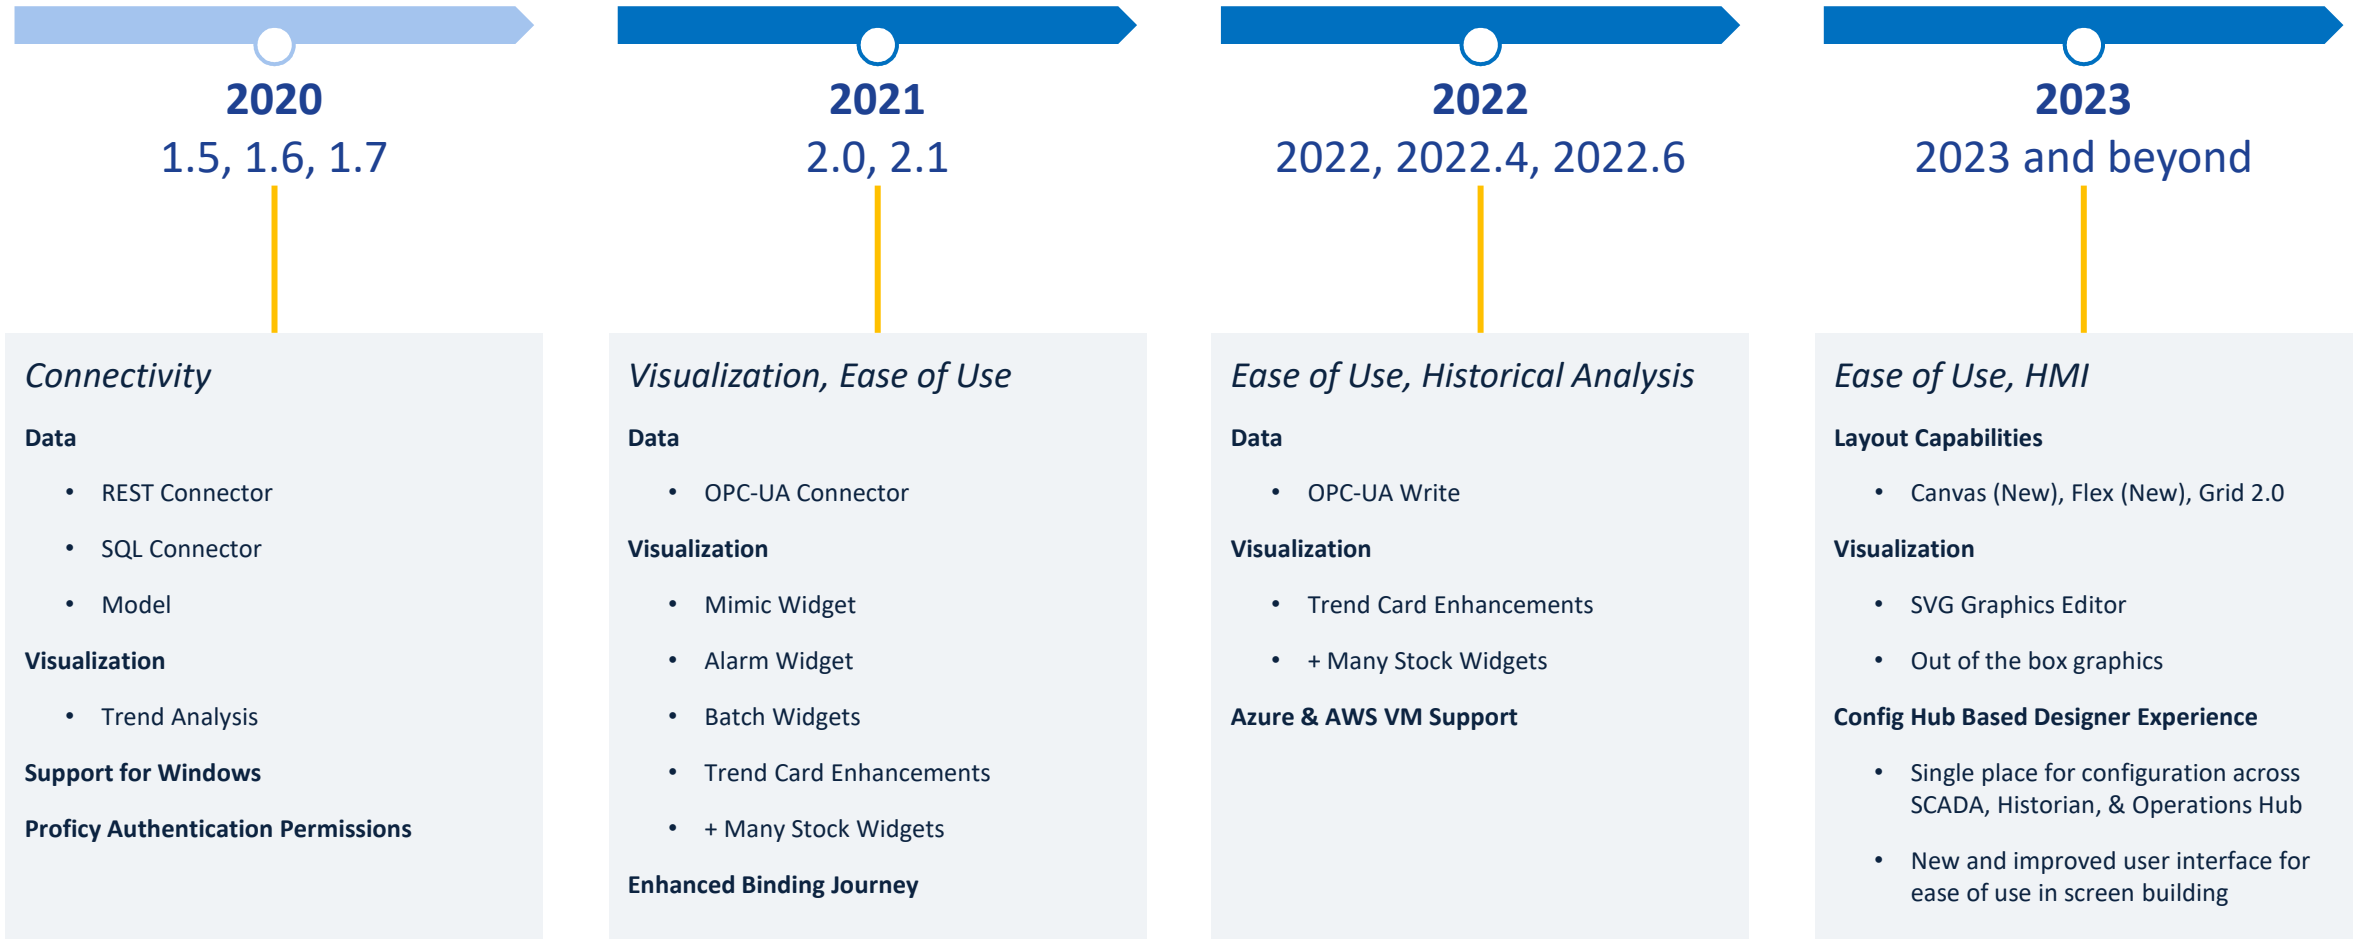 2020
1.5, 1.6, 1.7
Connectivity
Data
• REST Connector
• SQL Connector
• Model
Visualization
• Trend Analysis
Support for Windows
Proficy Authentication Permissions
2021
2.0, 2.1
Visualization, Ease of Use
Data
• OPC-UA Connector
Visualization
• Mimic Widget
• Alarm Widget
• Batch Widgets
• Trend Card Enhancements
• + Many Stock Widgets
Enhanced Binding Journey
2022
2022, 2022.4, 2022.6
Ease of Use, Historical Analysis
Data
• OPC-UA Write
Visualization
• Trend Card Enhancements
• + Many Stock Widgets
Azure & AWS VM Support
2023
2023 and beyond
Ease of Use, HMI
Layout Capabilities
• Canvas (New), Flex (New), Grid 2.0
Visualization
• SVG Graphics Editor
• Out of the box graphics
Config Hub Based Designer Experience
• Single place for configuration across
SCADA, Historian, & Operations Hub
• New and improved user interface for
ease of use in screen building